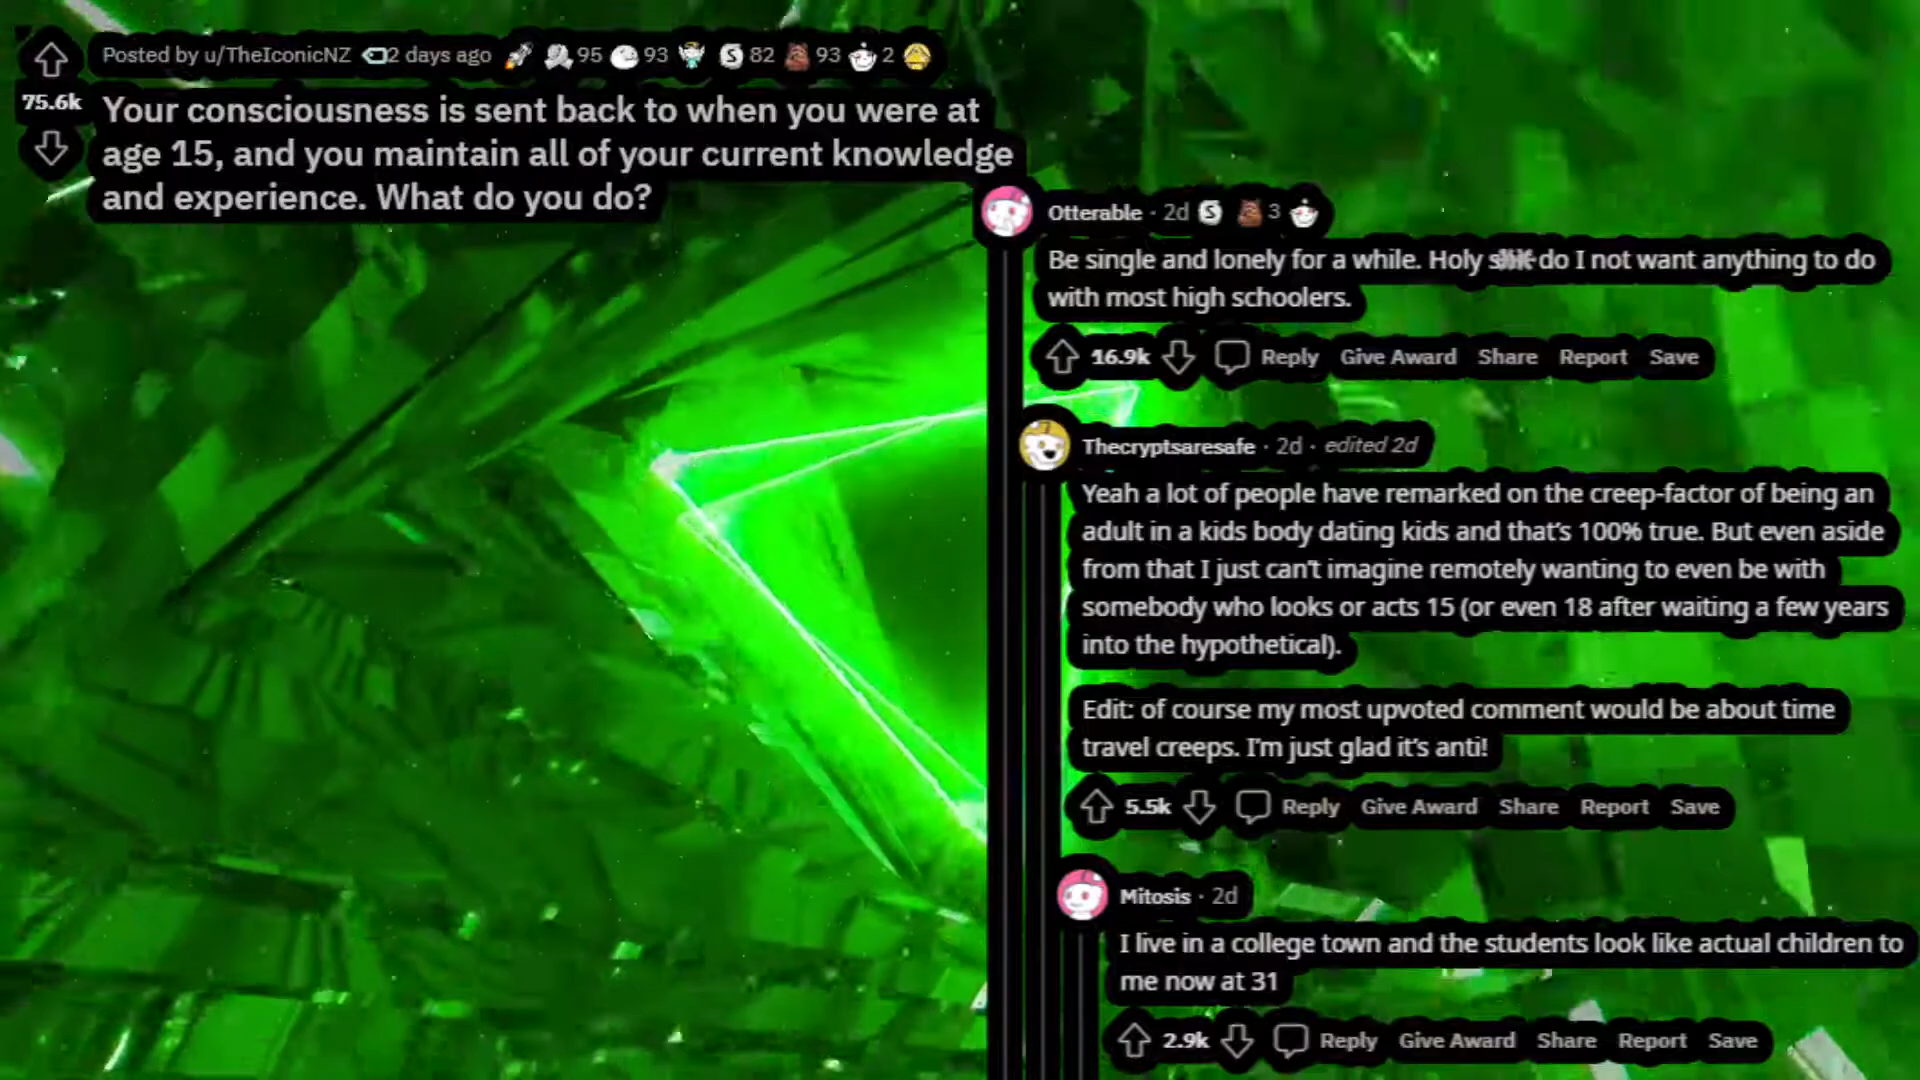 Posted by u/TheIconicNZ 2 days ago 95 93 82 93 2
75.6k
Your consciousness is sent back to when you were at
age 15, and you maintain all of your current knowledge
and experience. What do you do?
Otterable · 2d 3
Be single and lonely for a while. Holy do I not want anything to do
with most high schoolers.
16.9k Reply Give Award Share Report Save
Thecryptsaresafe · 2d · edited 2d
Yeah a lot of people have remarked on the creep-factor of being an
adult in a kids body dating kids and that's 100% true. But even aside
from that I just can't imagine remotely wanting to even be with
somebody who looks or acts 15 (or even 18 after waiting a few years
into the hypothetical).
Edit: of course my most upvoted comment would be about time
travel creeps. I'm just glad it's anti!
5.5k Reply Give Award Share Report Save
Mitosis · 2d
I live in a college town and the students look like actual children to
me now at 31
2.9k Reply Give Award Share Report Save